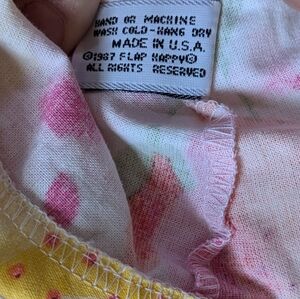 HAND OR MACHINE
WASH COLD-HANG DRY
MADE IN U.S.A.
©1987 FLAP HAPPY®
ALL RIGHTS RESERVED